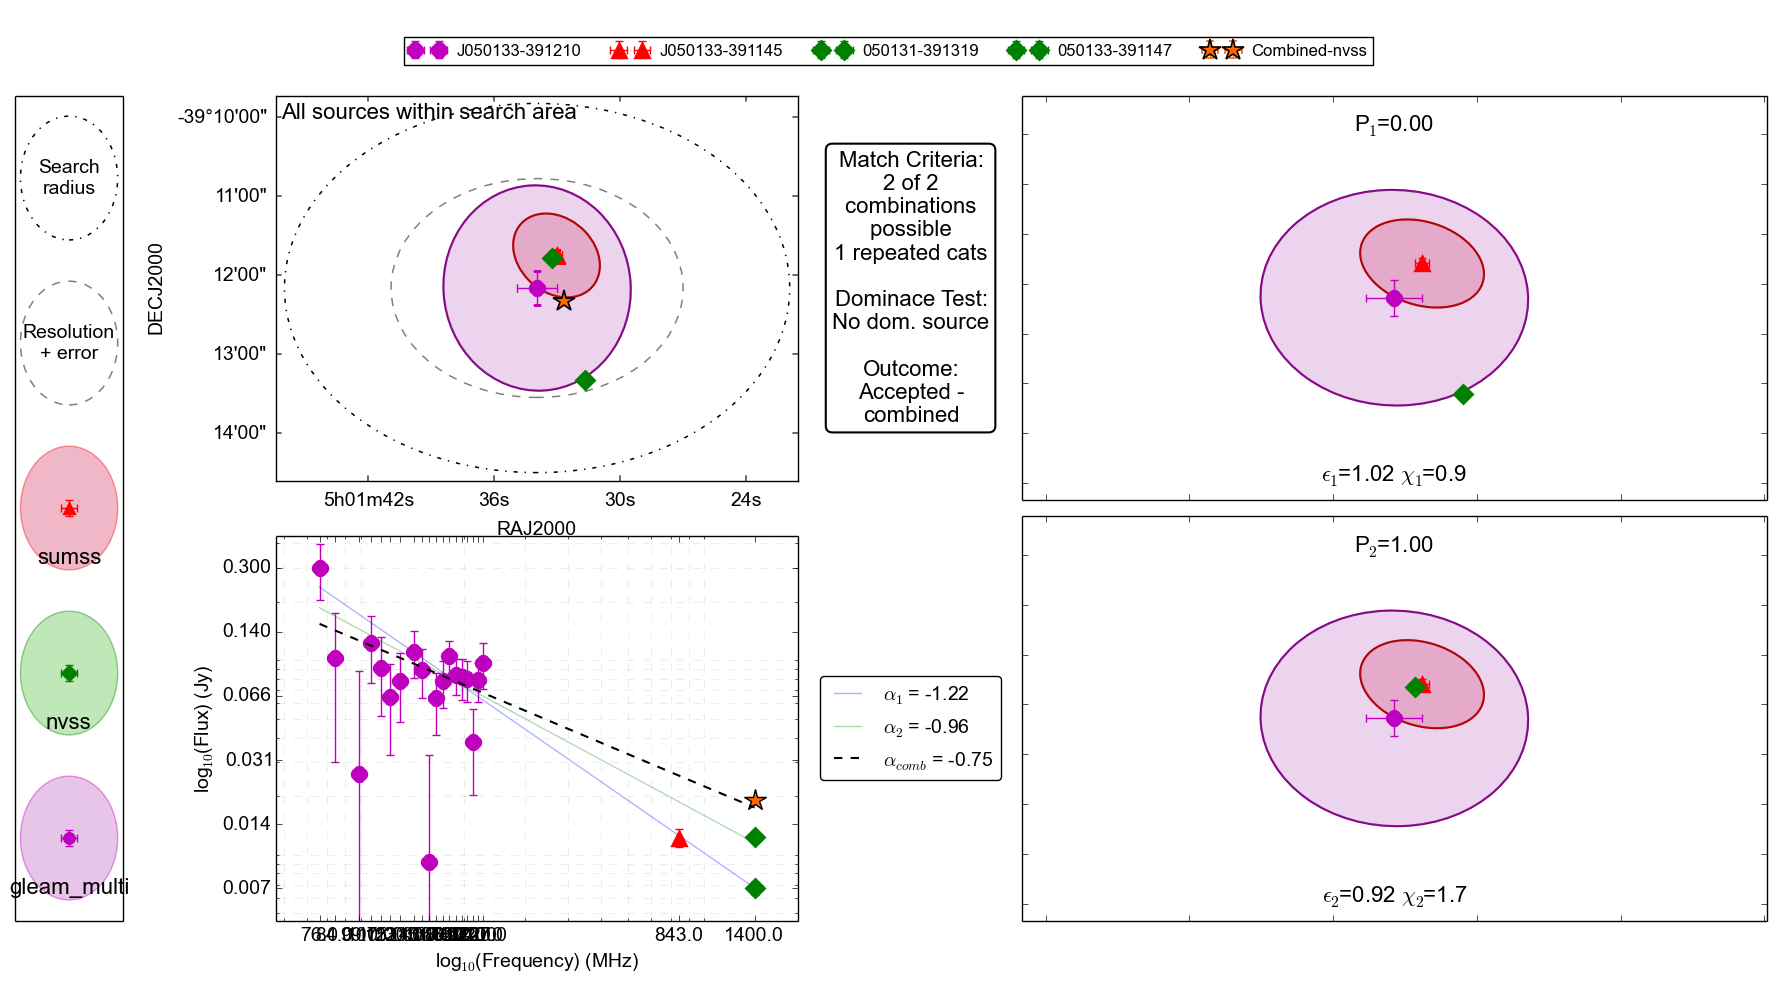 J050133-391210 J050133-391145 050131-391319 050133-391147 Combined-nvss
Search
radius
Resolution
+ error
sumss
nvss
gleam_multi
All sources within search area
-39°10'00"
11'00"
12'00"
13'00"
14'00"
DECJ2000
5h01m42s 36s 30s 24s
RAJ2000
Match Criteria:
2 of 2
combinations
possible
1 repeated cats
Dominace Test:
No dom. source
Outcome:
Accepted -
combined
P1=0.00
ϵ1=1.02 χ1=0.9
P2=1.00
ϵ2=0.92 χ2=1.7
0.300
0.140
0.066
0.031
0.014
0.007
log10(Flux) (Jy)
843.0 1400.0
log10(Frequency) (MHz)
α1 = -1.22
α2 = -0.96
αcomb = -0.75